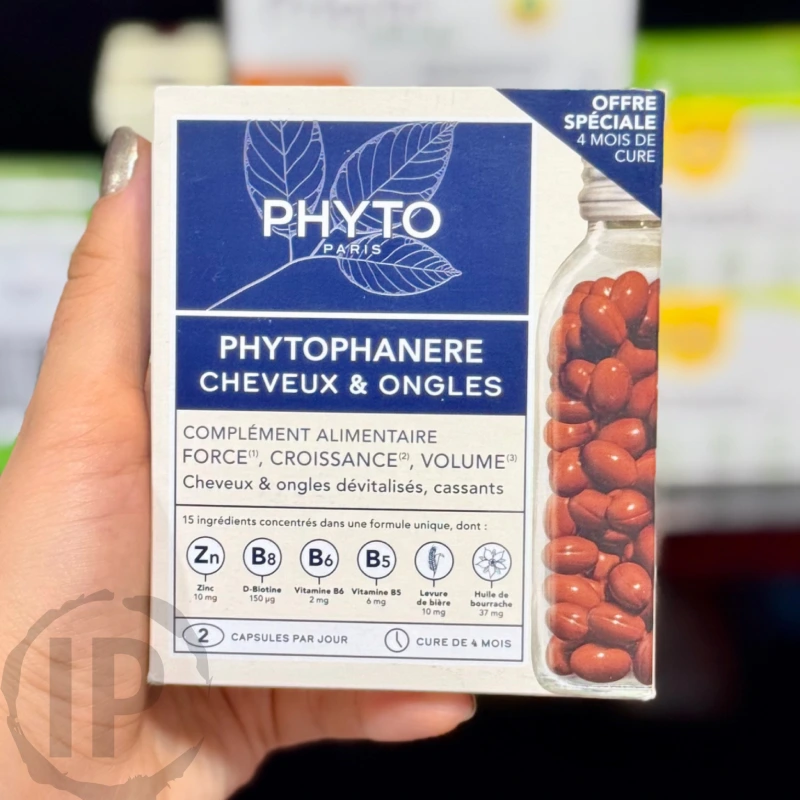 OFFRE
SPÉCIALE
4 MOIS DE
CURE
PHYTO
PARIS
PHYTOPHANERE
CHEVEUX & ONGLES
COMPLÉMENT ALIMENTAIRE
FORCE(1), CROISSANCE(2), VOLUME(3)
Cheveux & ongles dévitalisés, cassants
15 ingrédients concentrés dans une formule unique, dont :
Zn B8 B6 B5
Zinc D-Biotine Vitamine B6 Vitamine B5 Levure Huile de
10 mg 150 µg 2 mg 6 mg de bière bourrache
10 mg 37 mg
2 CAPSULES PAR JOUR CURE DE 4 MOIS
IP